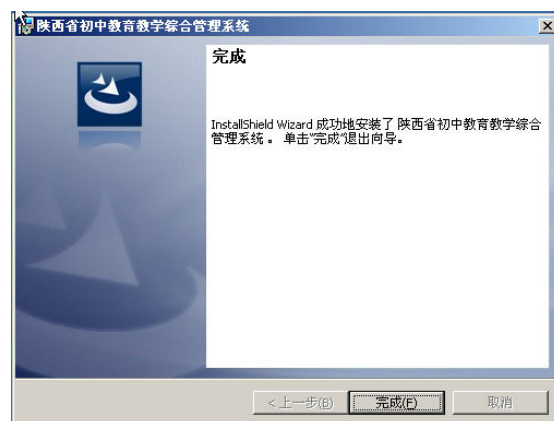 陕西省初中教育教学综合管理系统
完成
InstallShield Wizard 成功地安装了 陕西省初中教育教学综合
管理系统 。 单击“完成”退出向导。
< 上一步(B)
完成(F)
取消